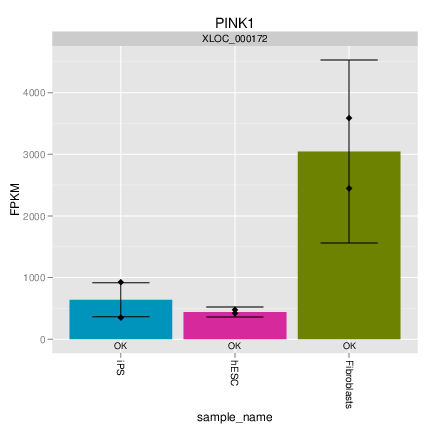 PINK1
XLOC_000172
FPKM
4000
3000
2000
1000
0
OK OK OK
iPS hESC Fibroblasts
sample_name